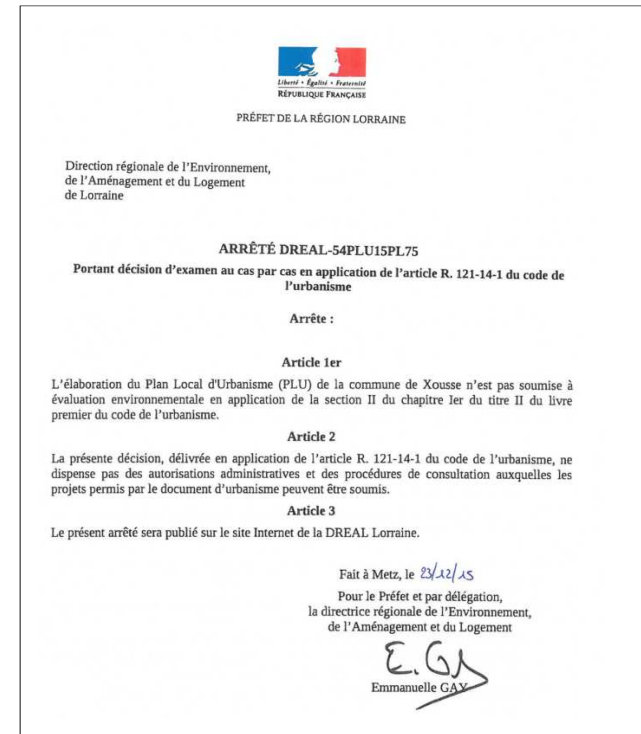 Liberté • Égalité • Fraternité
RÉPUBLIQUE FRANÇAISE
PRÉFET DE LA RÉGION LORRAINE
Direction régionale de l'Environnement,
de l'Aménagement et du Logement
de Lorraine
ARRÊTÉ DREAL-54PLU15PL75
Portant décision d'examen au cas par cas en application de l'article R. 121-14-1 du code de
l'urbanisme
Arrête :
Article 1er
L'élaboration du Plan Local d'Urbanisme (PLU) de la commune de Xousse n'est pas soumise à
évaluation environnementale en application de la section II du chapitre Ier du titre II du livre
premier du code de l'urbanisme.
Article 2
La présente décision, délivrée en application de l'article R. 121-14-1 du code de l'urbanisme, ne
dispense pas des autorisations administratives et des procédures de consultation auxquelles les
projets permis par le document d'urbanisme peuvent être soumis.
Article 3
Le présent arrêté sera publié sur le site Internet de la DREAL Lorraine.
Fait à Metz, le 23/12/15
Pour le Préfet et par délégation,
la directrice régionale de l'Environnement,
de l'Aménagement et du Logement
E. GA
Emmanuelle GAY